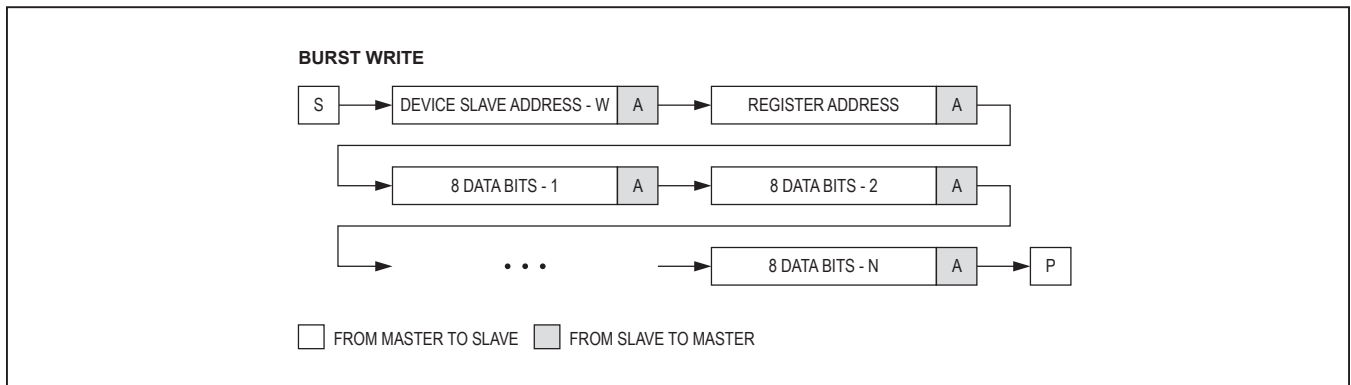 BURST WRITE
S DEVICE SLAVE ADDRESS - W A REGISTER ADDRESS A
8 DATA BITS - 1 A 8 DATA BITS - 2 A
• • • 8 DATA BITS - N A P
FROM MASTER TO SLAVE FROM SLAVE TO MASTER